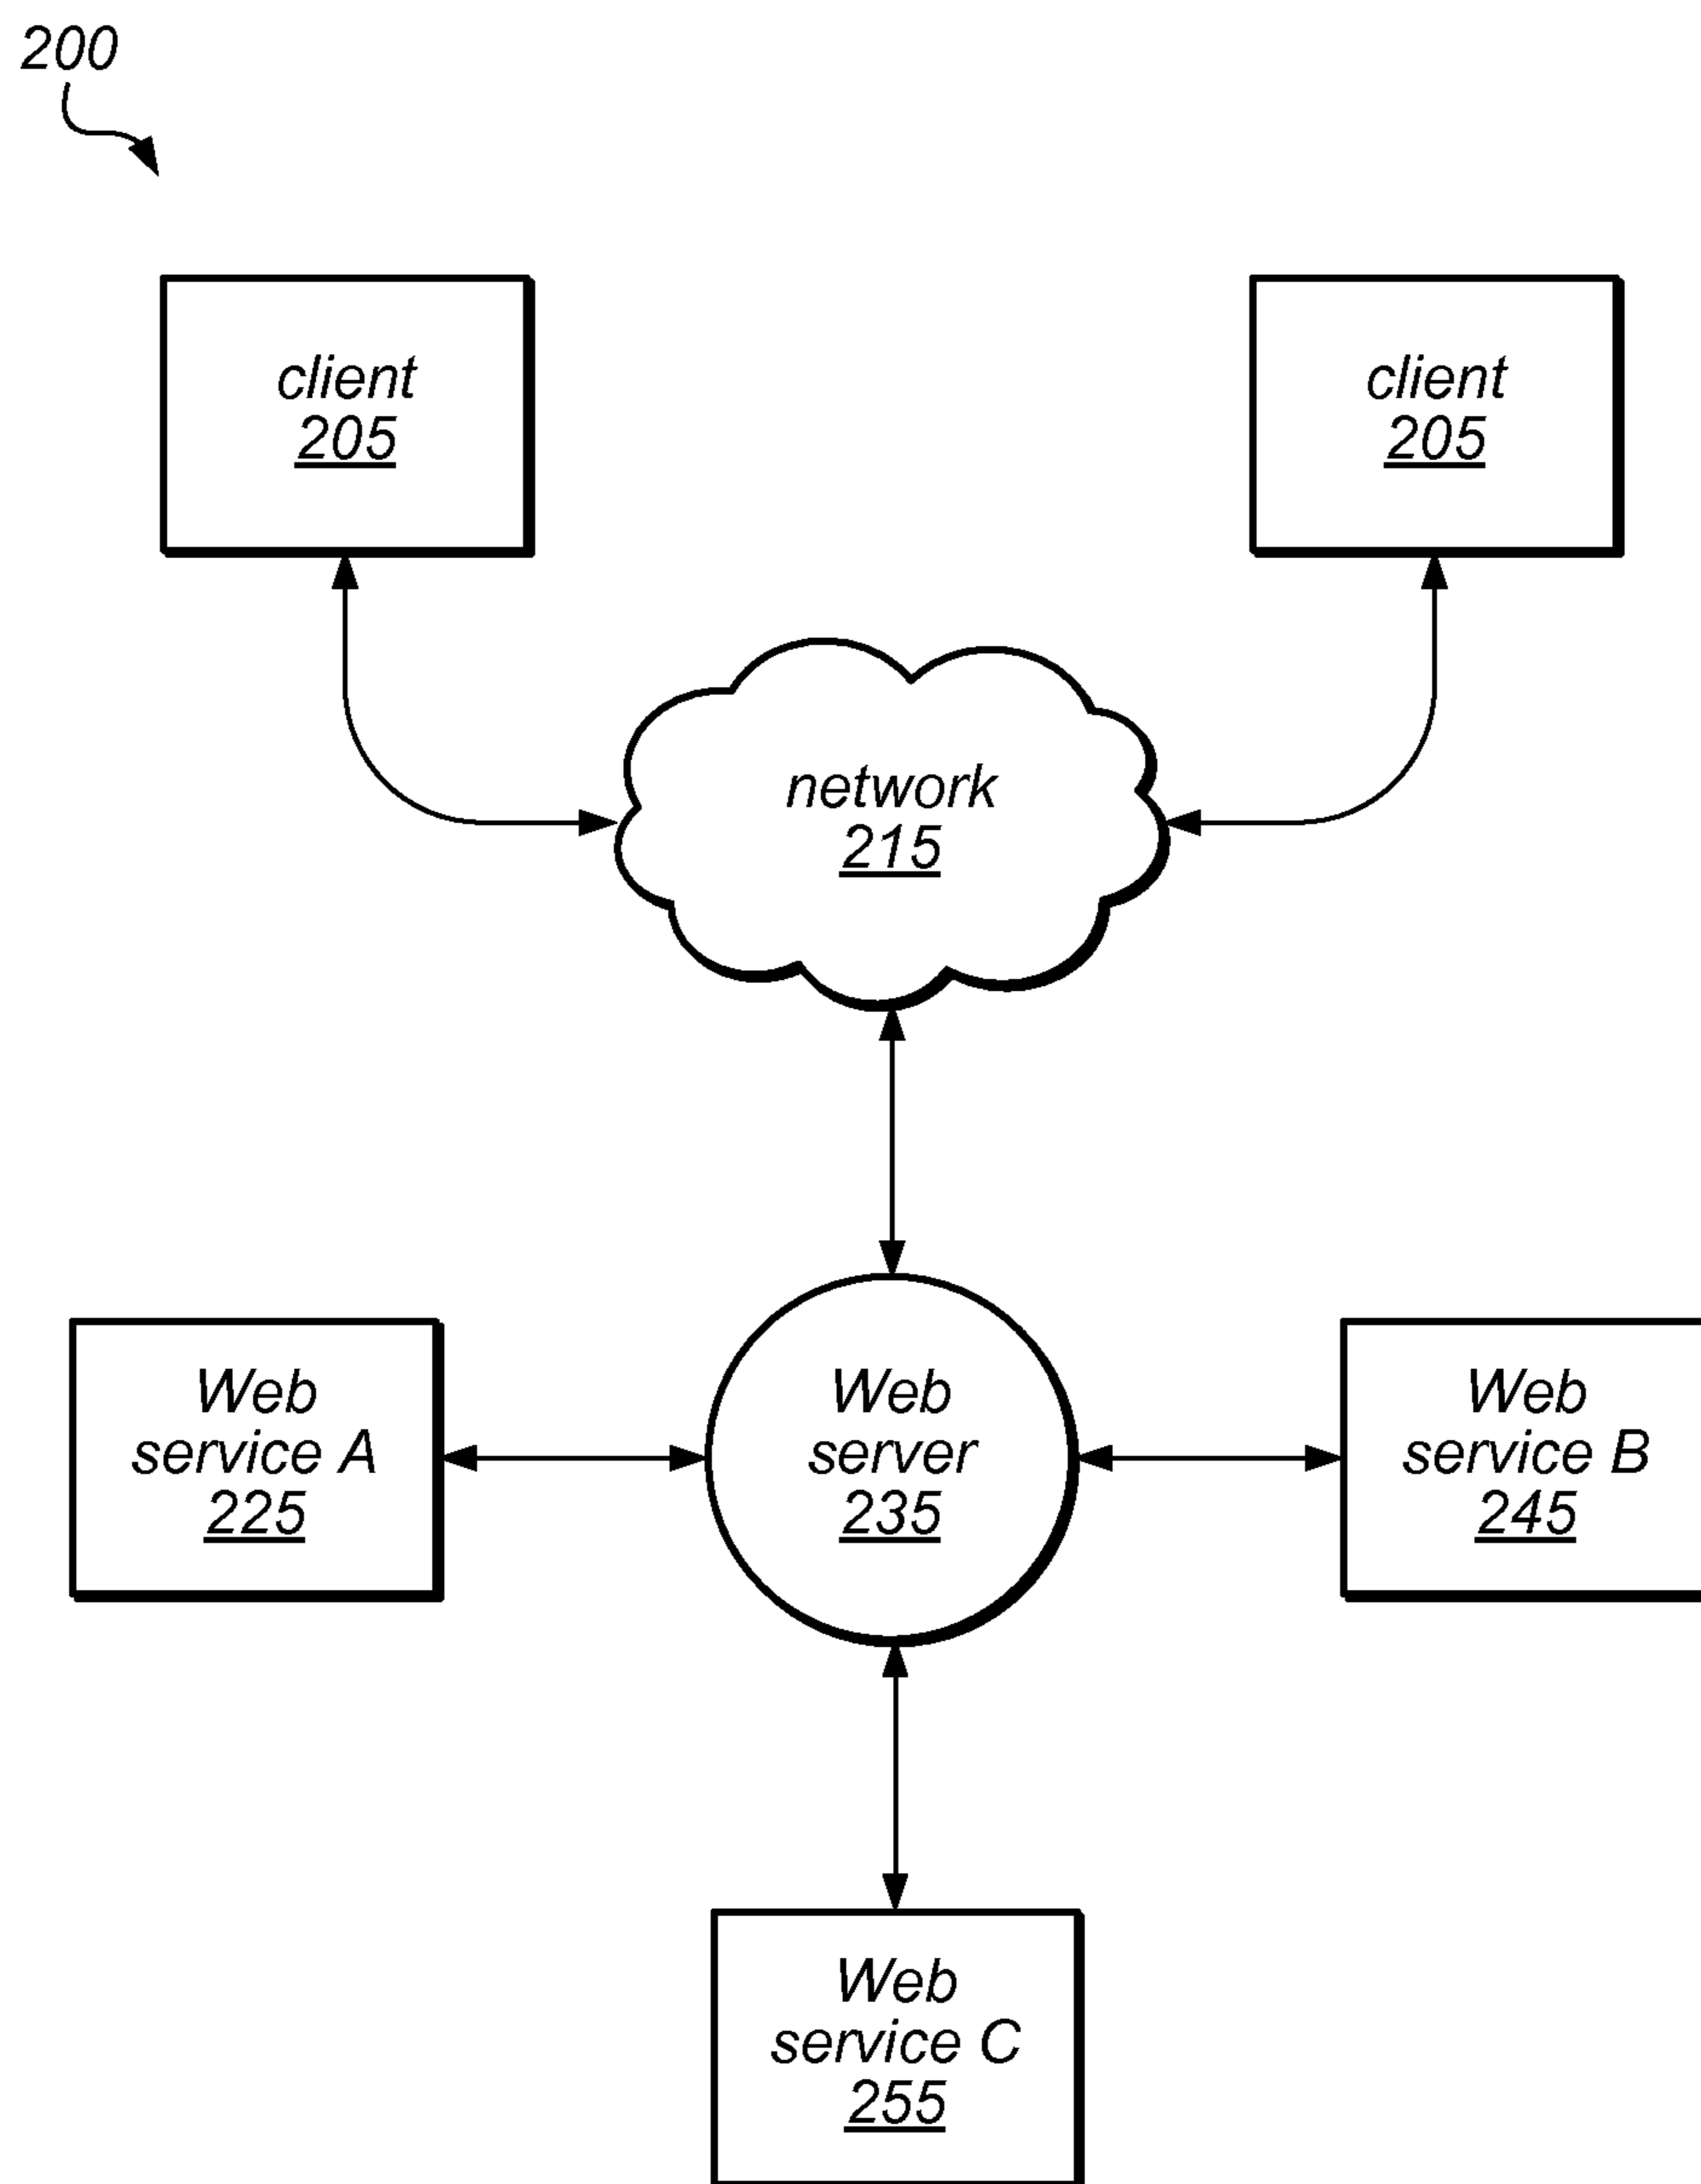 200
client
205
client
205
network
215
Web
service A
225
Web
server
235
Web
service B
245
Web
service C
255